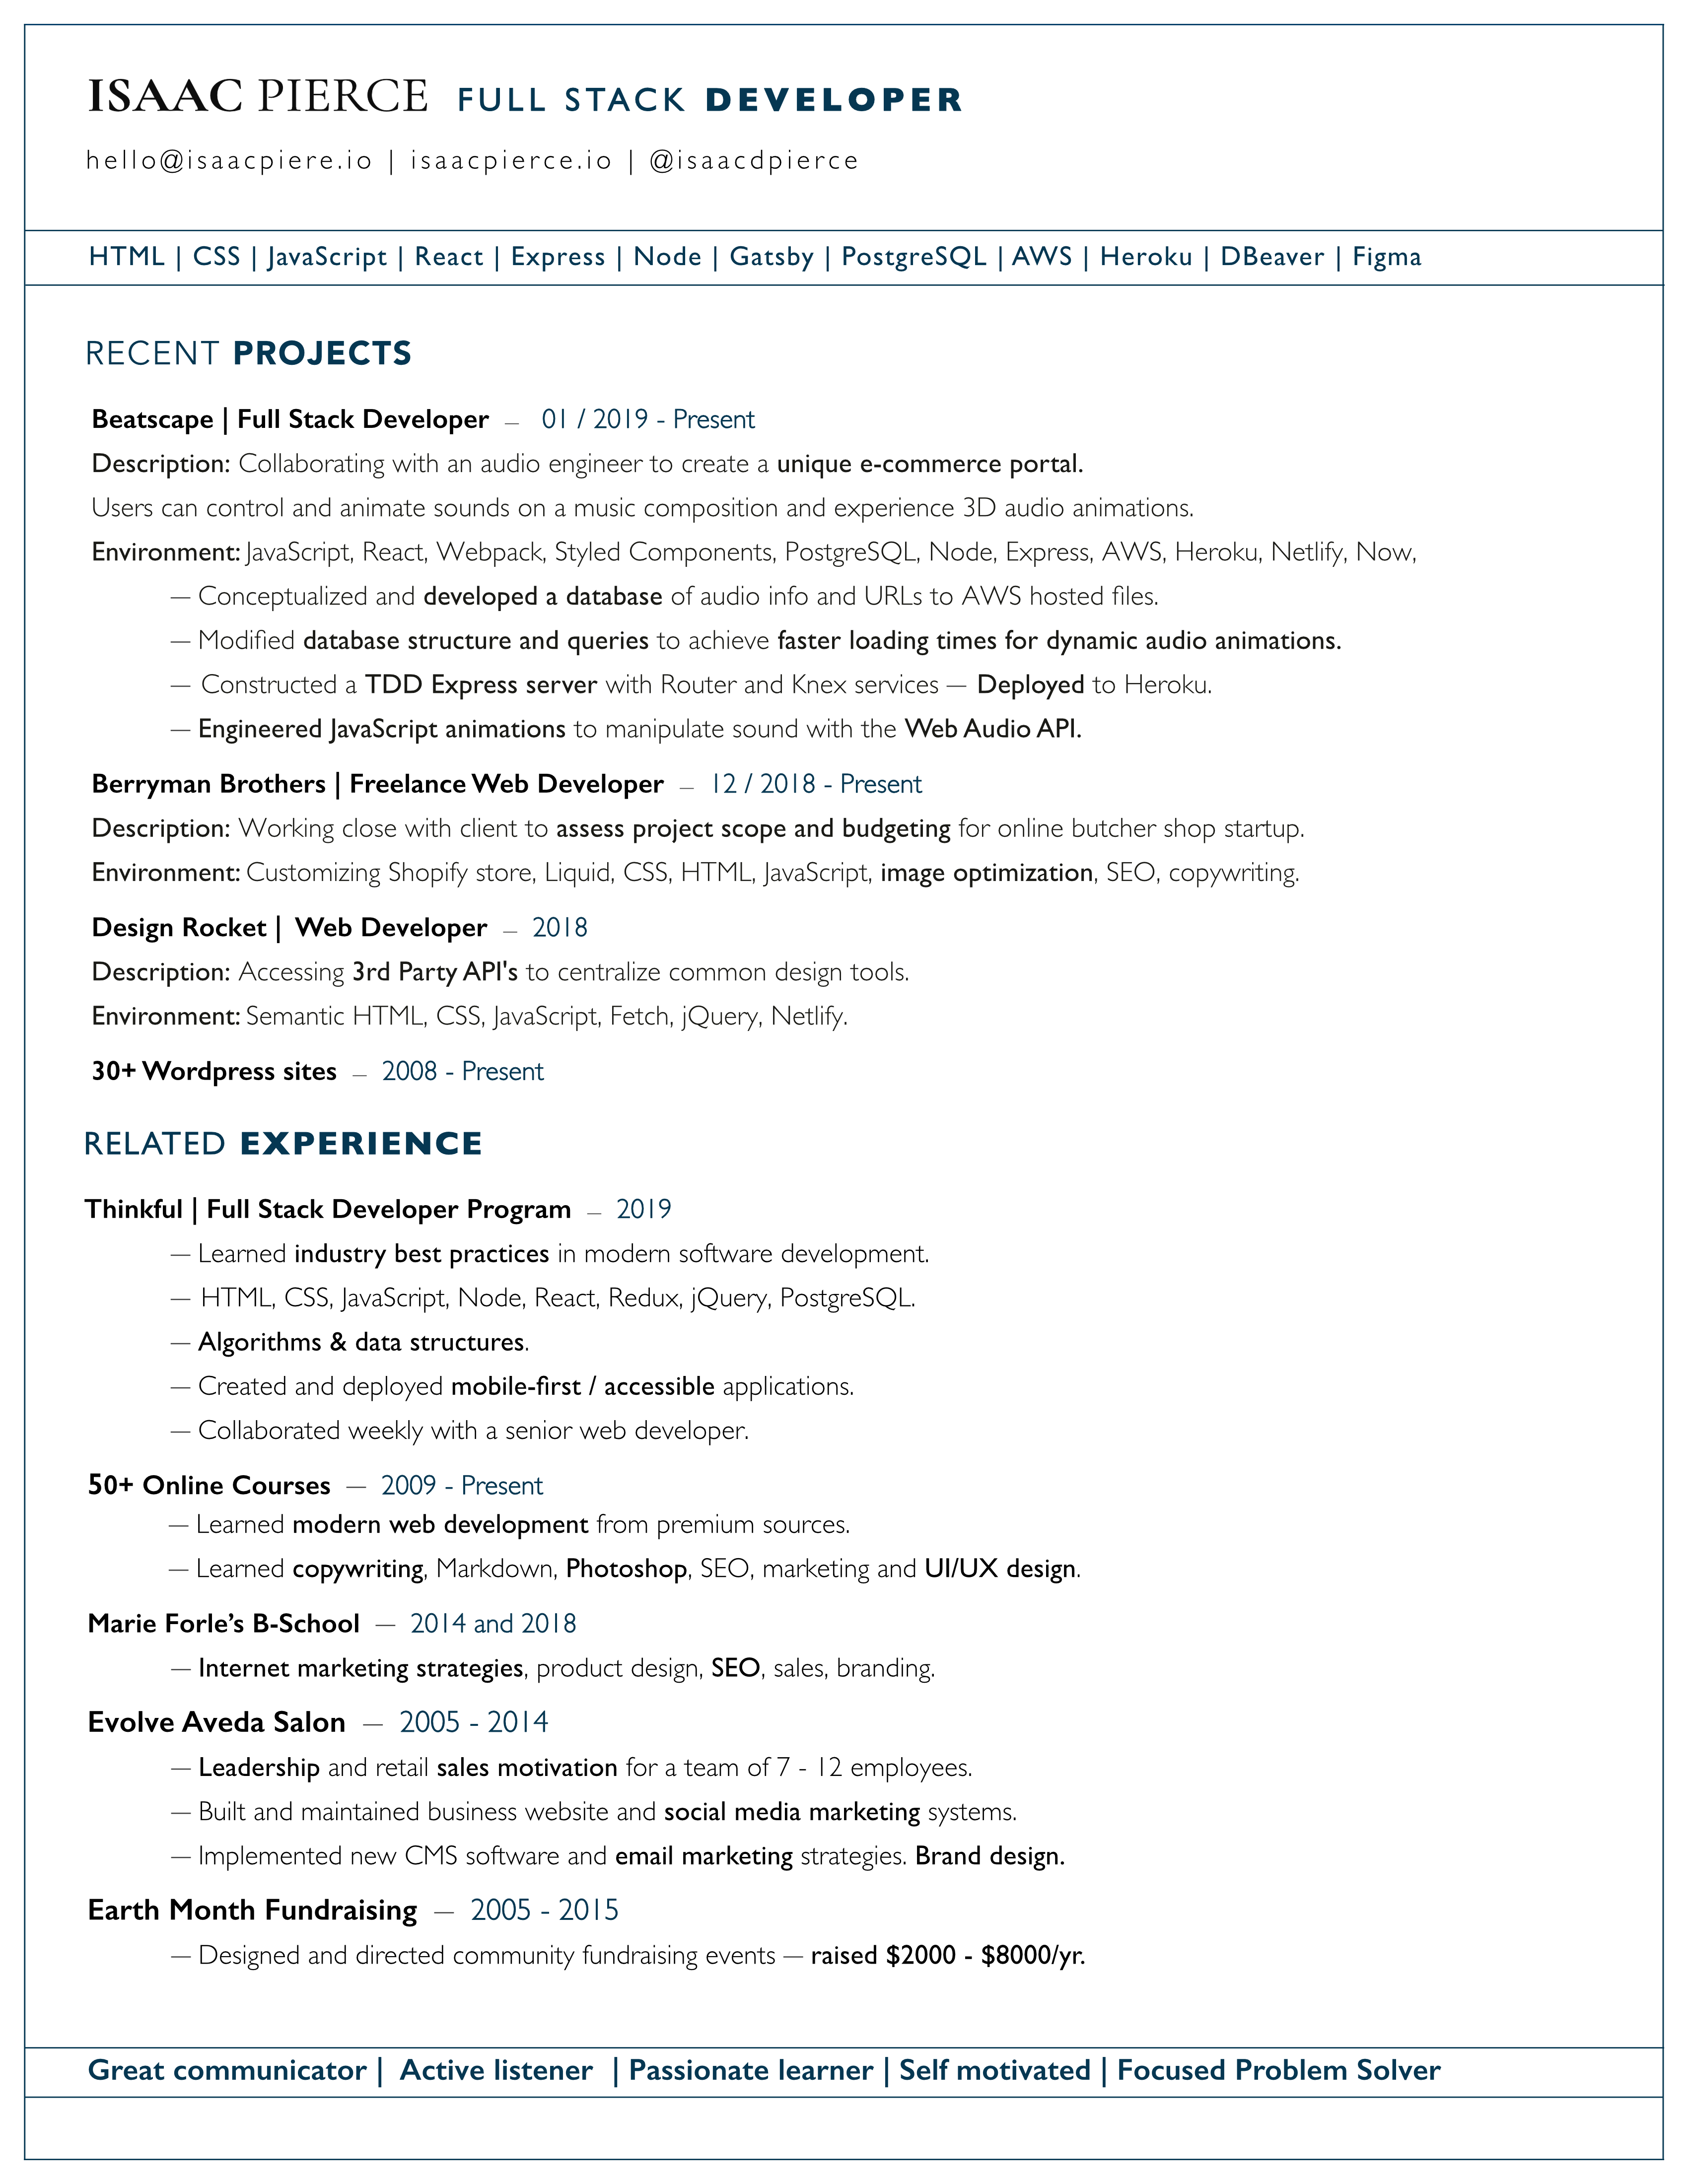 ISAAC PIERCE FULL STACK DEVELOPER
hello@isaacpiere.io | isaacpierce.io | @isaacdpierce
HTML | CSS | JavaScript | React | Express | Node | Gatsby | PostgreSQL | AWS | Heroku | DBeaver | Figma
RECENT PROJECTS
Beatscape | Full Stack Developer – 01 / 2019 - Present
Description: Collaborating with an audio engineer to create a unique e-commerce portal.
Users can control and animate sounds on a music composition and experience 3D audio animations.
Environment: JavaScript, React, Webpack, Styled Components, PostgreSQL, Node, Express, AWS, Heroku, Netlify, Now,
— Conceptualized and developed a database of audio info and URLs to AWS hosted files.
— Modified database structure and queries to achieve faster loading times for dynamic audio animations.
— Constructed a TDD Express server with Router and Knex services — Deployed to Heroku.
— Engineered JavaScript animations to manipulate sound with the Web Audio API.
Berryman Brothers | Freelance Web Developer – 12 / 2018 - Present
Description: Working close with client to assess project scope and budgeting for online butcher shop startup.
Environment: Customizing Shopify store, Liquid, CSS, HTML, JavaScript, image optimization, SEO, copywriting.
Design Rocket | Web Developer – 2018
Description: Accessing 3rd Party API's to centralize common design tools.
Environment: Semantic HTML, CSS, JavaScript, Fetch, jQuery, Netlify.
30+ Wordpress sites – 2008 - Present
RELATED EXPERIENCE
Thinkful | Full Stack Developer Program – 2019
— Learned industry best practices in modern software development.
— HTML, CSS, JavaScript, Node, React, Redux, jQuery, PostgreSQL.
— Algorithms & data structures.
— Created and deployed mobile-first / accessible applications.
— Collaborated weekly with a senior web developer.
50+ Online Courses — 2009 - Present
— Learned modern web development from premium sources.
— Learned copywriting, Markdown, Photoshop, SEO, marketing and UI/UX design.
Marie Forle’s B-School — 2014 and 2018
— Internet marketing strategies, product design, SEO, sales, branding.
Evolve Aveda Salon — 2005 - 2014
— Leadership and retail sales motivation for a team of 7 - 12 employees.
— Built and maintained business website and social media marketing systems.
— Implemented new CMS software and email marketing strategies. Brand design.
Earth Month Fundraising — 2005 - 2015
— Designed and directed community fundraising events — raised $2000 - $8000/yr.
Great communicator | Active listener | Passionate learner | Self motivated | Focused Problem Solver